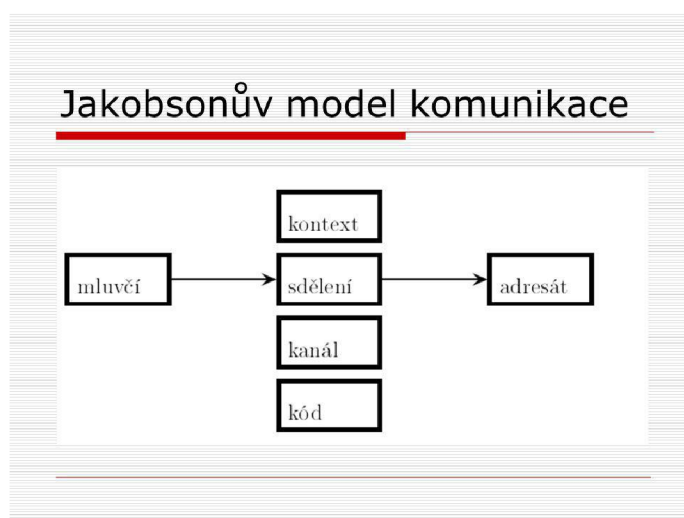 Jakobsonův model komunikace
kontext
mluvčí
sdělení
adresát
kanál
kód